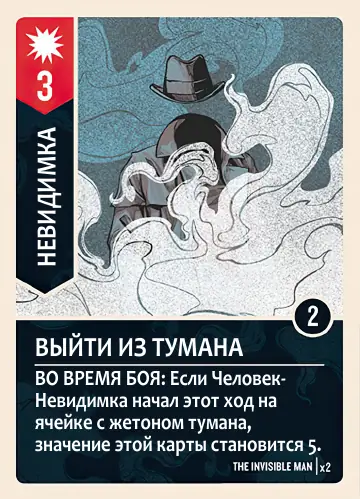 3
НЕВИДИМКА
2
ВЫЙТИ ИЗ ТУМАНА
ВО ВРЕМЯ БОЯ: Если Человек-
Невидимка начал этот ход на
ячейке с жетоном тумана,
значение этой карты становится 5.
THE INVISIBLE MAN | x2